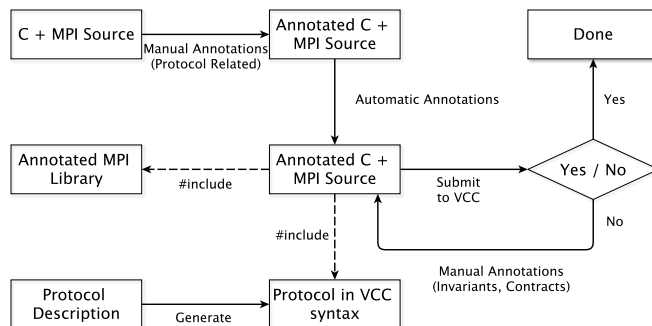 C + MPI Source
Manual Annotations
(Protocol Related)
Annotated C +
MPI Source
Done
Automatic Annotations
Yes
Annotated MPI
Library
#include
Annotated C +
MPI Source
Submit
to VCC
Yes / No
No
#include
Manual Annotations
(Invariants, Contracts)
Protocol
Description
Generate
Protocol in VCC
syntax